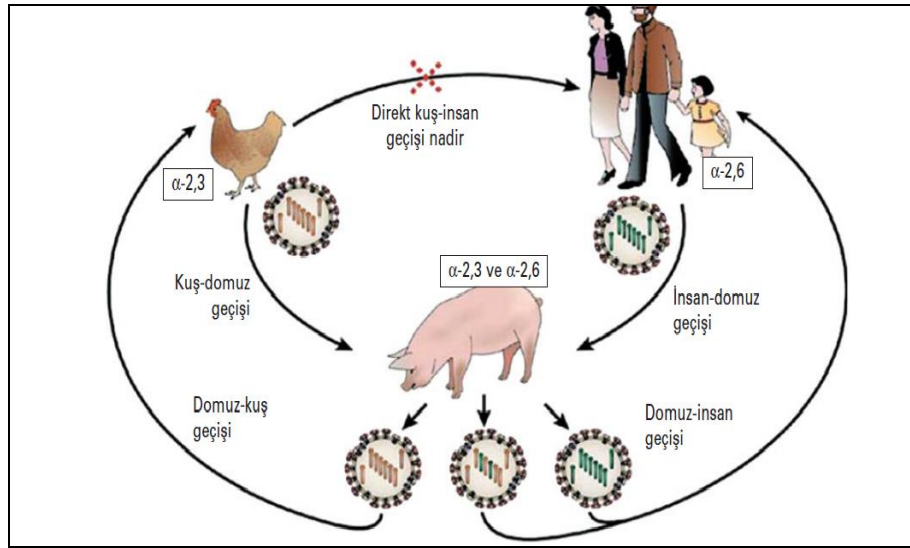 Direkt kuş-insan
geçişi nadir
α-2,3
α-2,6
Kuş-domuz
geçişi
α-2,3 ve α-2,6
İnsan-domuz
geçişi
Domuz-kuş
geçişi
Domuz-insan
geçişi